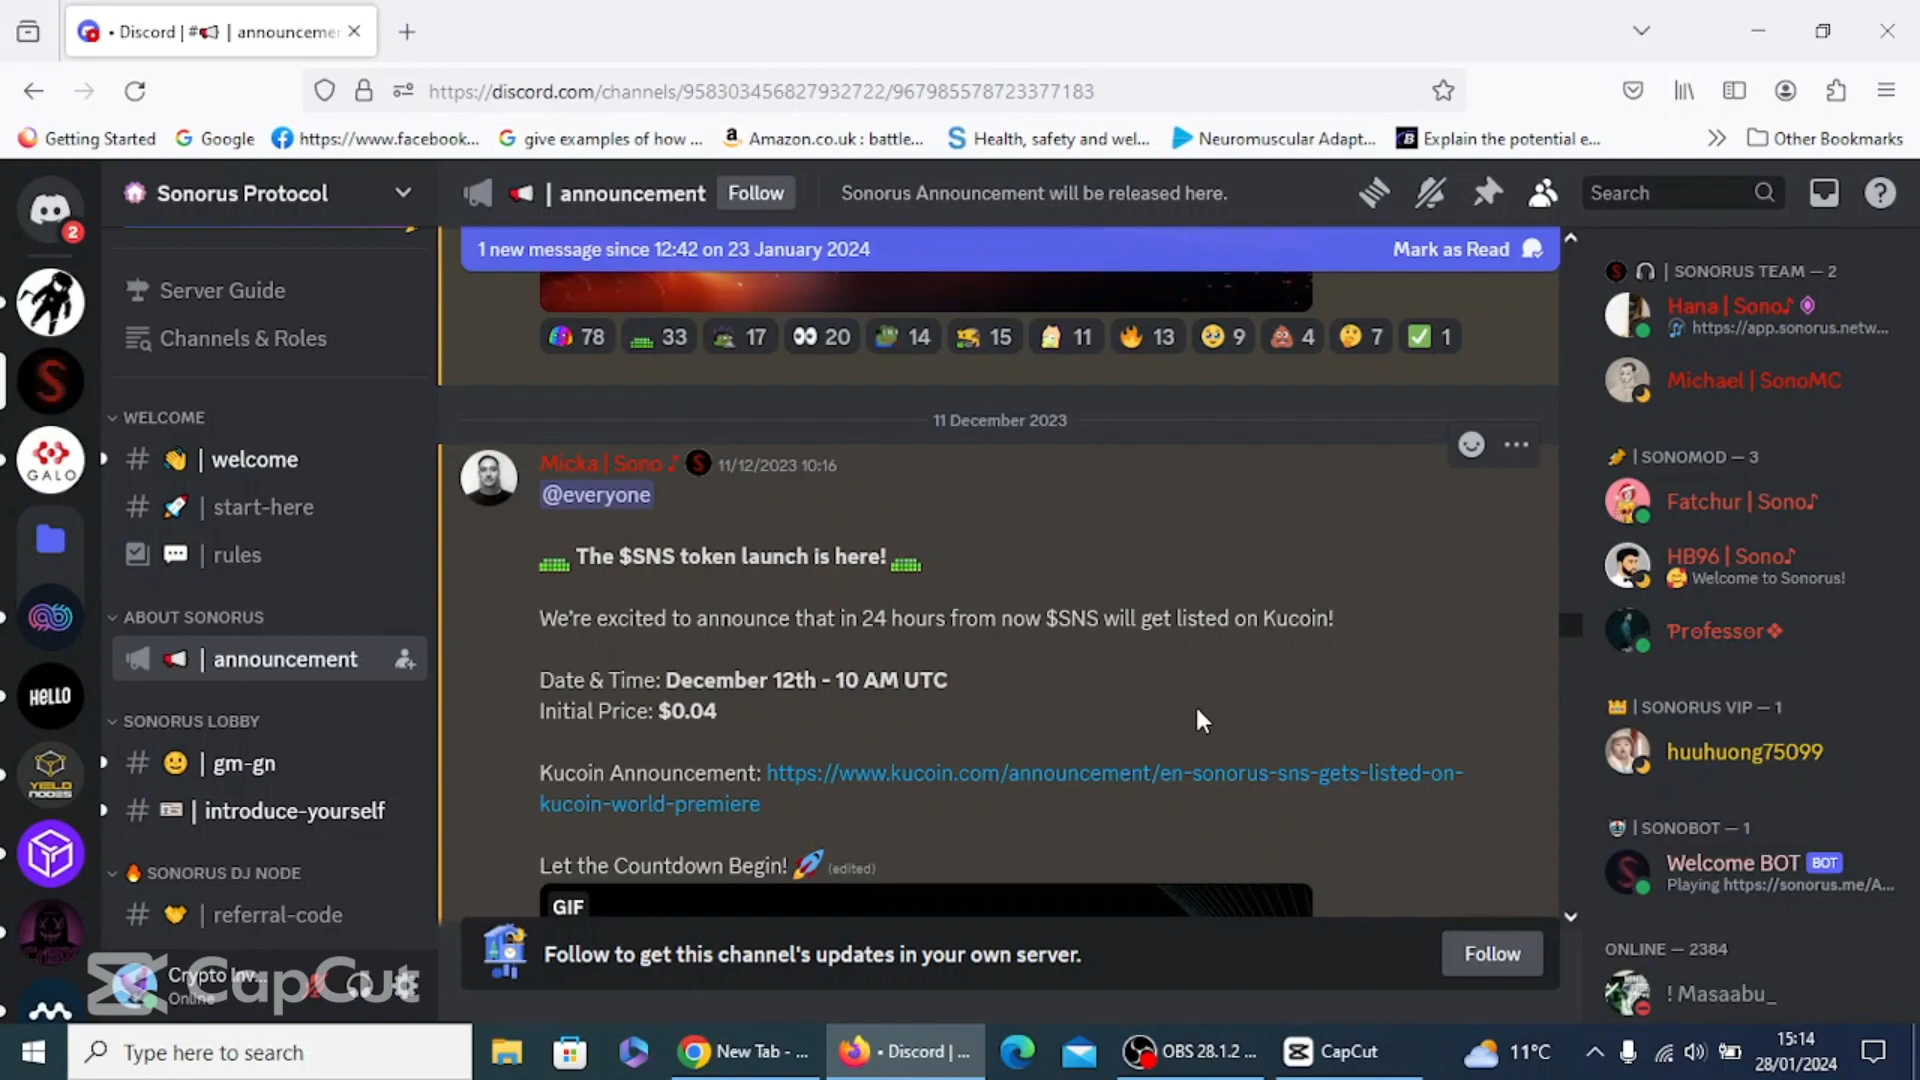 • Discord | #📢 | announcemen
https://discord.com/channels/958303456827932722/967985578723377183
Getting Started
Google
https://www.facebook...
give examples of how ...
Amazon.co.uk : battle...
Health, safety and wel...
Neuromuscular Adapt...
Explain the potential e...
Other Bookmarks
Sonorus Protocol
| announcement
Follow
Sonorus Announcement will be released here.
Search
2
1 new message since 12:42 on 23 January 2024
Mark as Read
Server Guide
Channels & Roles
78 33 17 20 14 15 11 13 9 4 7 1
WELCOME
# 👋 | welcome
# 🚀 | start-here
💬 | rules
ABOUT SONORUS
📢 | announcement
SONORUS LOBBY
# 🙂 | gm-gn
# 🪪 | introduce-yourself
🔥 SONORUS DJ NODE
# 🤝 | referral-code
GALO
HELLO
YIELD
NODES
Crypto Inv...
Online
CapCut
11 December 2023
Micka | Sono ♪ 11/12/2023 10:16
@everyone
The $SNS token launch is here!
We're excited to announce that in 24 hours from now $SNS will get listed on Kucoin!
Date & Time: December 12th - 10 AM UTC
Initial Price: $0.04
Kucoin Announcement: https://www.kucoin.com/announcement/en-sonorus-sns-gets-listed-on-
kucoin-world-premiere
Let the Countdown Begin! 🚀 (edited)
GIF
Follow to get this channel's updates in your own server.
Follow
| SONORUS TEAM — 2
Hana | Sono♪
https://app.sonorus.netw...
Michael | SonoMC
| SONOMOD — 3
Fatchur | Sono♪
HB96 | Sono♪
🥰 Welcome to Sonorus!
Professor❖
| SONORUS VIP — 1
huuhuong75099
| SONOBOT — 1
Welcome BOT BOT
Playing https://sonorus.me/A...
ONLINE — 2384
! Masaabu_
Type here to search
New Tab - ...
• Discord | ...
OBS 28.1.2 ...
CapCut
11°C
15:14
28/01/2024